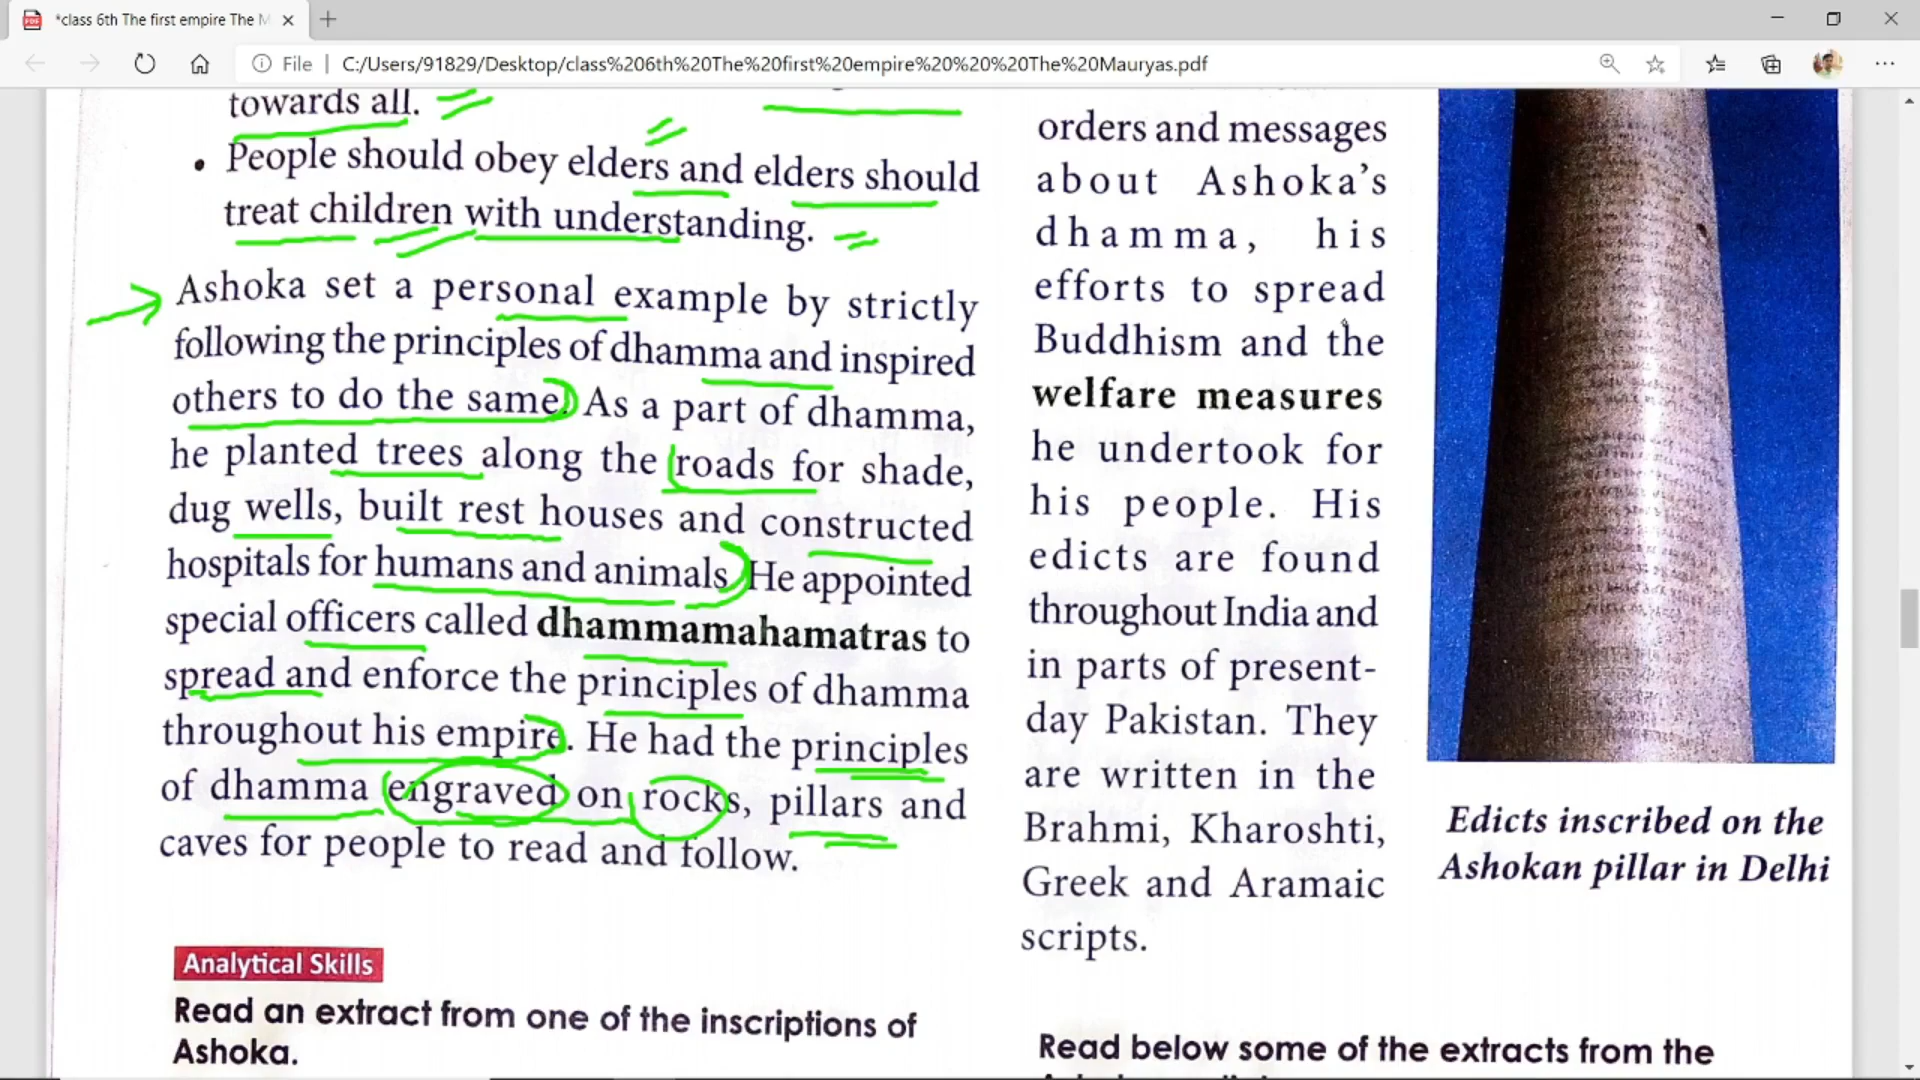 *class 6th The first empire The M
File
C:/Users/91829/Desktop/class%206th%20The%20first%20empire%20%20%20The%20Mauryas.pdf
towards all.
• People should obey elders and elders should
treat children with understanding.
Ashoka set a personal example by strictly
following the principles of dhamma and inspired
others to do the same. As a part of dhamma,
he planted trees along the roads for shade,
dug wells, built rest houses and constructed
hospitals for humans and animals. He appointed
special officers called dhammamahamatras to
spread and enforce the principles of dhamma
throughout his empire. He had the principles
of dhamma engraved on rocks, pillars and
caves for people to read and follow.
Analytical Skills
Read an extract from one of the inscriptions of
Ashoka.
orders and messages
about Ashoka's
dhamma, his
efforts to spread
Buddhism and the
welfare measures
he undertook for
his people. His
edicts are found
throughout India and
in parts of present-
day Pakistan. They
are written in the
Brahmi, Kharoshti,
Greek and Aramaic
scripts.
Edicts inscribed on the
Ashokan pillar in Delhi
Read below some of the extracts from the